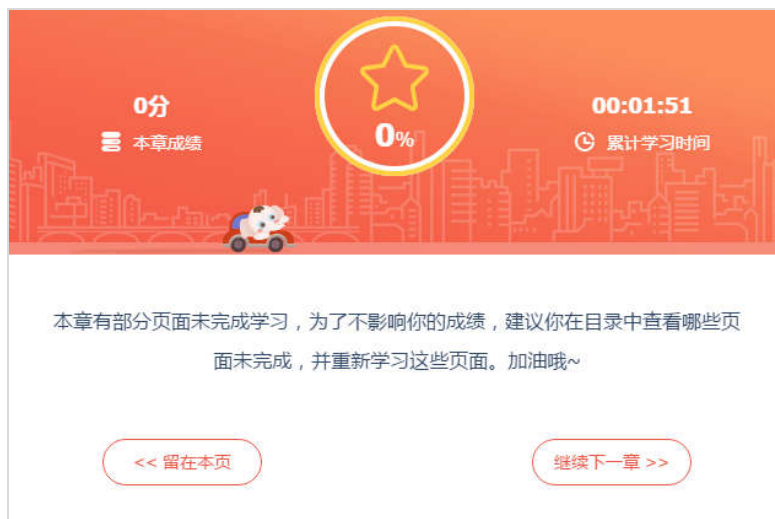 0分
本章成绩
0%
00:01:51
累计学习时间
本章有部分页面未完成学习，为了不影响你的成绩，建议你在目录中查看哪些页
面未完成，并重新学习这些页面。加油哦~
<< 留在本页
继续下一章 >>